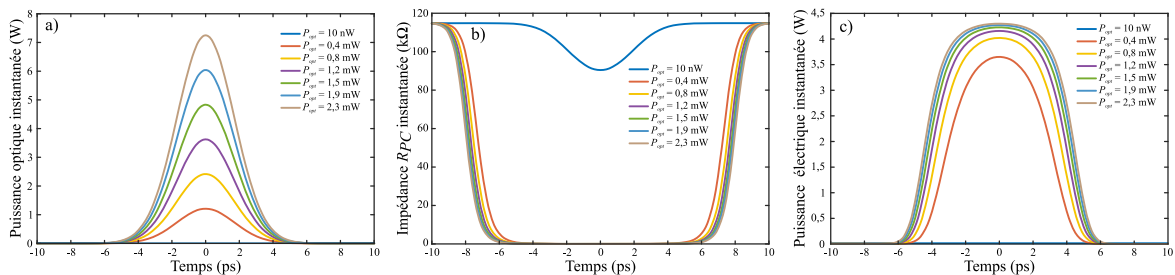 a)
Puissance optique instantanée (W)
8
7
6
5
4
3
2
1
0
P_opt = 10 nW
P_opt = 0,4 mW
P_opt = 0,8 mW
P_opt = 1,2 mW
P_opt = 1,5 mW
P_opt = 1,9 mW
P_opt = 2,3 mW
-10 -8 -6 -4 -2 0 2 4 6 8 10
Temps (ps)
b)
Impédance R_PC instantanée (kΩ)
120
100
80
60
40
20
0
P_opt = 10 nW
P_opt = 0,4 mW
P_opt = 0,8 mW
P_opt = 1,2 mW
P_opt = 1,5 mW
P_opt = 1,9 mW
P_opt = 2,3 mW
-10 -8 -6 -4 -2 0 2 4 6 8 10
Temps (ps)
c)
Puissance électrique instantanée (W)
4,5
4
3,5
3
2,5
2
1,5
1
0,5
0
P_opt = 10 nW
P_opt = 0,4 mW
P_opt = 0,8 mW
P_opt = 1,2 mW
P_opt = 1,5 mW
P_opt = 1,9 mW
P_opt = 2,3 mW
-10 -8 -6 -4 -2 0 2 4 6 8 10
Temps (ps)